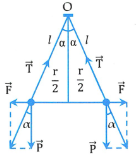 O
l α α l
T⃗ T⃗
r/2 r/2
F⃗ F⃗
α α
P⃗ P⃗